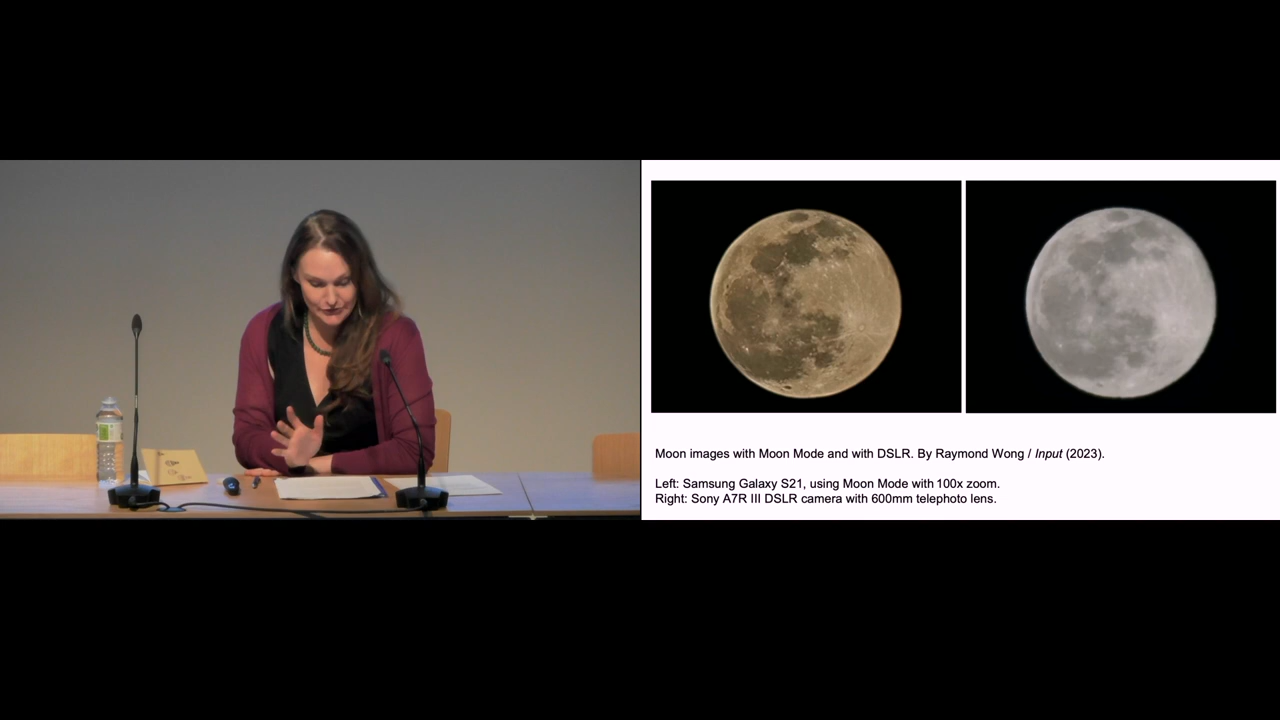 Moon images with Moon Mode and with DSLR. By Raymond Wong / Input (2023).
Left: Samsung Galaxy S21, using Moon Mode with 100x zoom.
Right: Sony A7R III DSLR camera with 600mm telephoto lens.